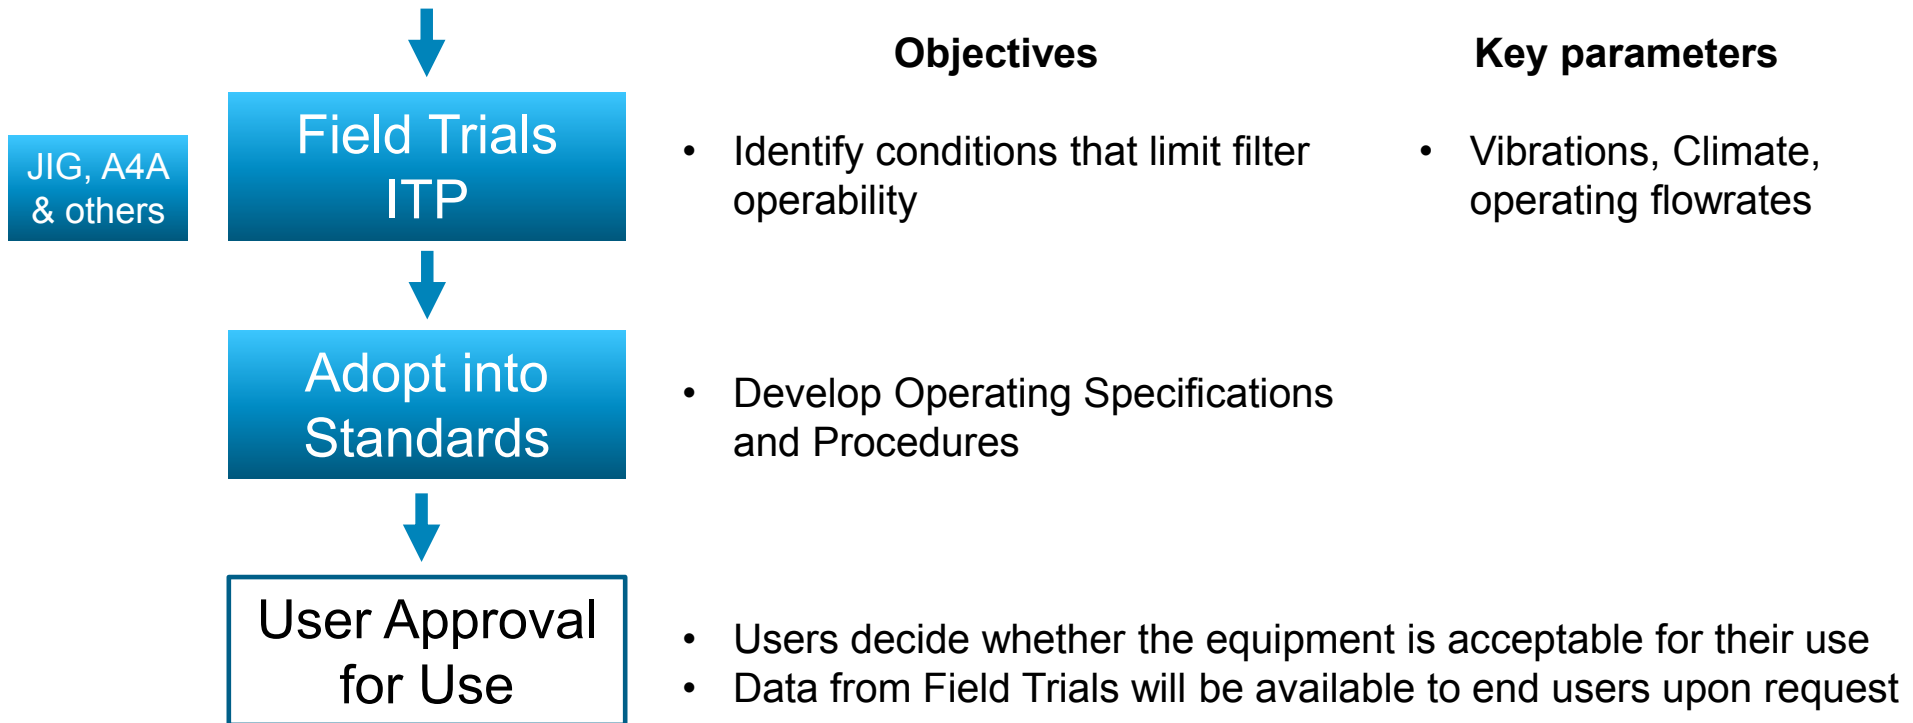 Objectives
Key parameters
JIG, A4A
& others
Field Trials
ITP
• Identify conditions that limit filter
operability
• Vibrations, Climate,
operating flowrates
Adopt into
Standards
• Develop Operating Specifications
and Procedures
User Approval
for Use
• Users decide whether the equipment is acceptable for their use
• Data from Field Trials will be available to end users upon request